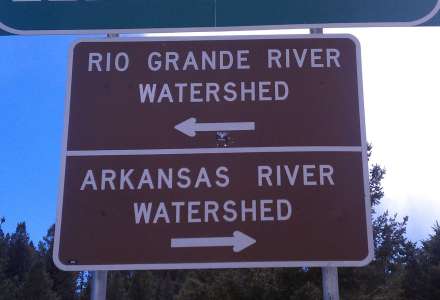 RIO GRANDE RIVER
WATERSHED
ARKANSAS RIVER
WATERSHED